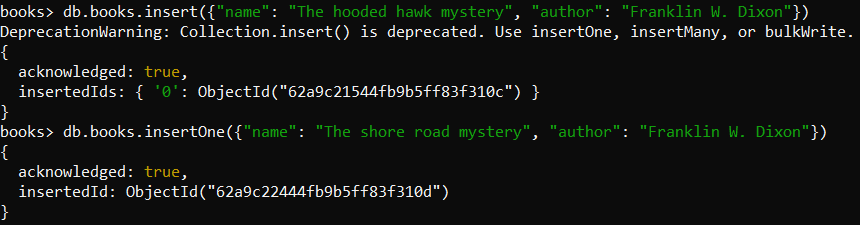 books> db.books.insert({"name": "The hooded hawk mystery", "author": "Franklin W. Dixon"})
DeprecationWarning: Collection.insert() is deprecated. Use insertOne, insertMany, or bulkWrite.
{
  acknowledged: true,
  insertedIds: { '0': ObjectId("62a9c21544fb9b5ff83f310c") }
}
books> db.books.insertOne({"name": "The shore road mystery", "author": "Franklin W. Dixon"})
{
  acknowledged: true,
  insertedId: ObjectId("62a9c22444fb9b5ff83f310d")
}